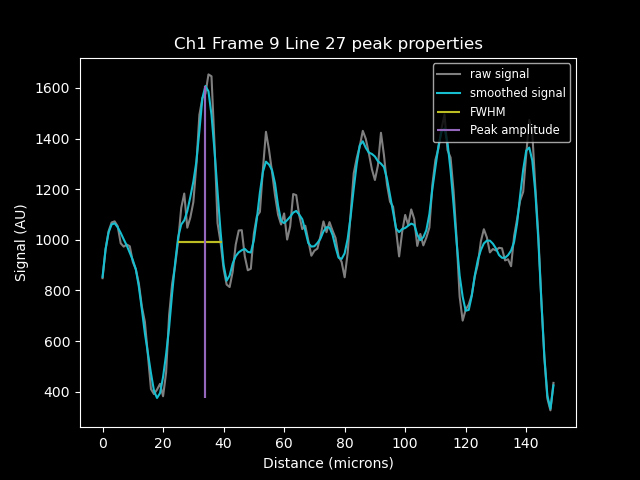 Ch1 Frame 9 Line 27 peak properties
raw signal
smoothed signal
FWHM
Peak amplitude
Signal (AU)
1600
1400
1200
1000
800
600
400
0 20 40 60 80 100 120 140
Distance (microns)